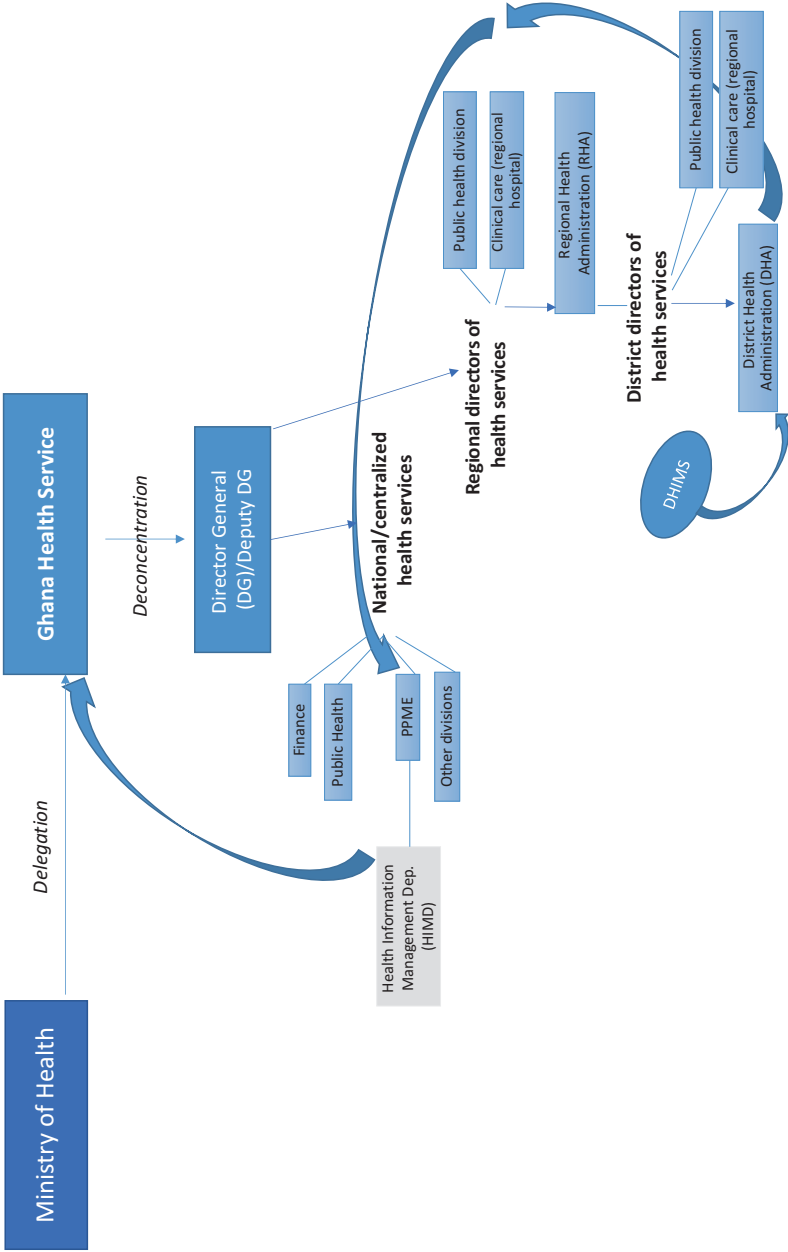 Ministry of Health
Delegation
Ghana Health Service
Deconcentration
Director General
(DG)/Deputy DG
Finance
Public Health
PPME
Other divisions
Health Information
Management Dep.
(HIMD)
National/centralized
health services
Regional directors of
health services
Public health division
Clinical care (regional
hospital)
Regional Health
Administration (RHA)
District directors of
health services
Public health division
Clinical care (regional
hospital)
District Health
Administration (DHA)
DHIMS